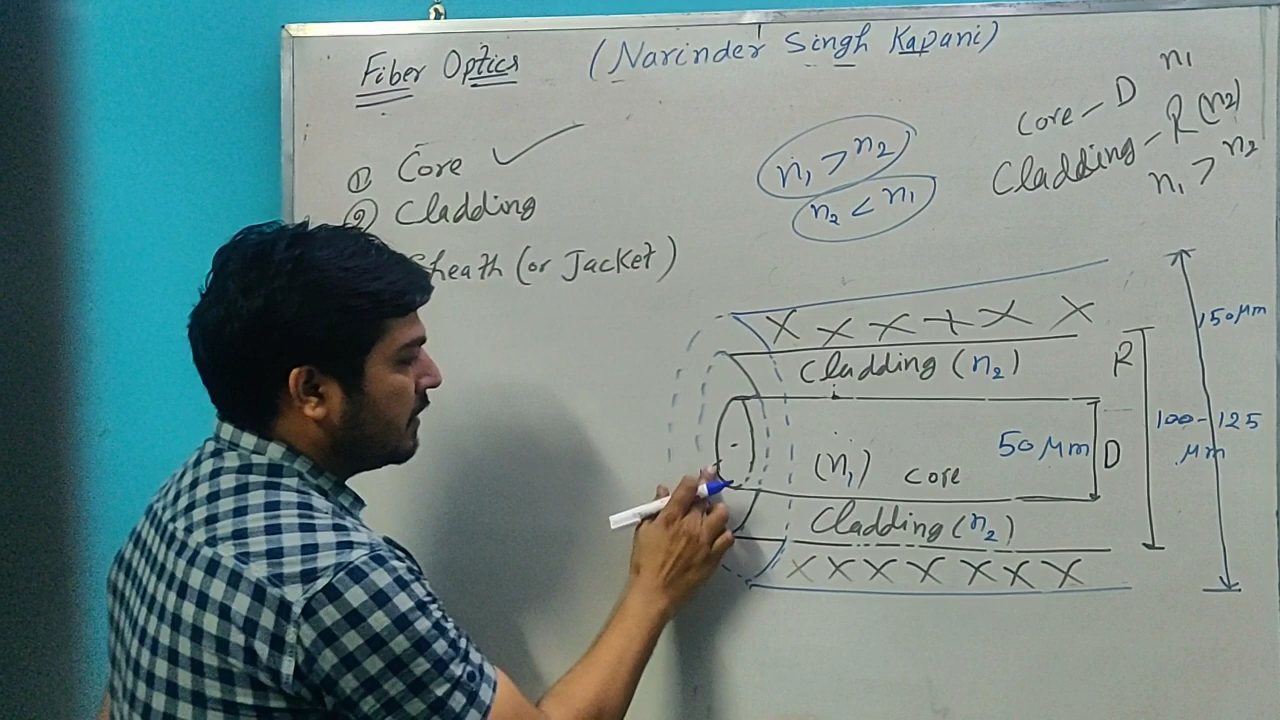 Fiber Optics (Narinder Singh Kapani)
① Core ✓
② Cladding
Sheath (or Jacket)
n₁ > n₂
n₂ < n₁
n₁
Core - D
Cladding - R (n₂)
n₁ > n₂
X X X X X X
Cladding (n₂)
R
150 μm
100-125 μm
50 μm
D
(n₁) core
Cladding (n₂)
X X X X X X X